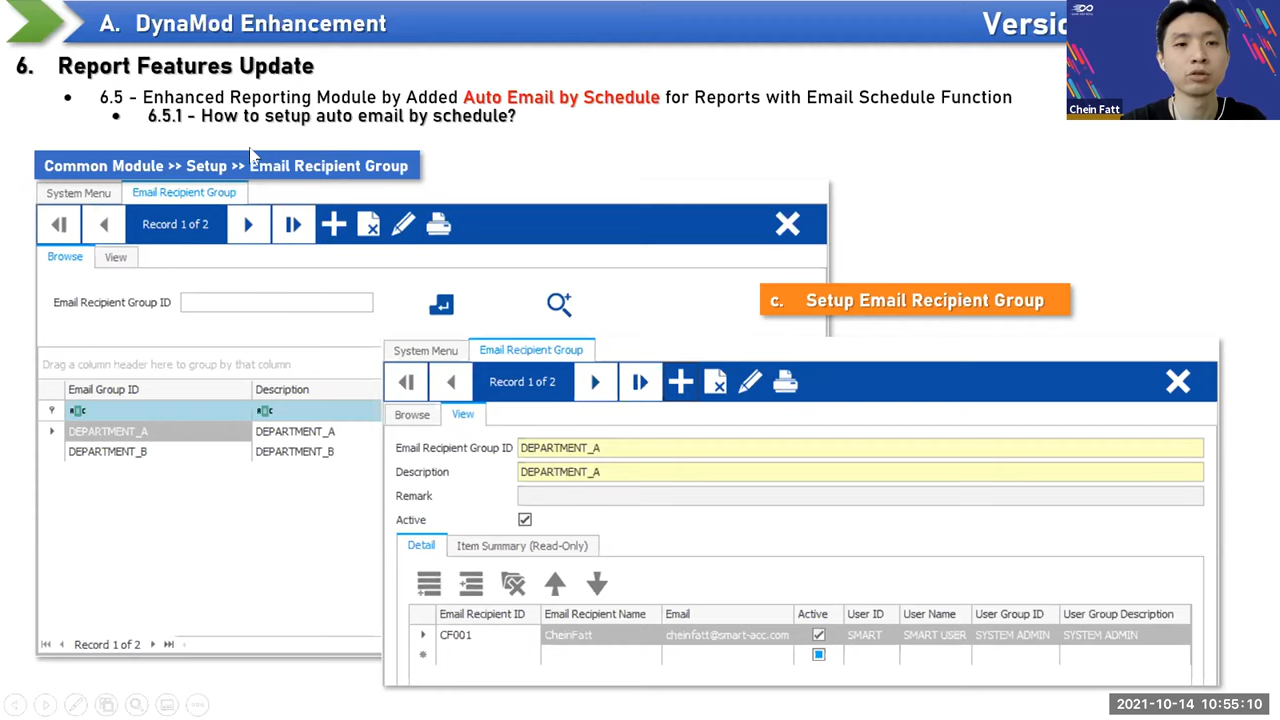 A. DynaMod Enhancement
Versio
6. Report Features Update
• 6.5 - Enhanced Reporting Module by Added Auto Email by Schedule for Reports with Email Schedule Function
• 6.5.1 - How to setup auto email by schedule?
Chein Fatt
Common Module >> Setup >> Email Recipient Group
System Menu Email Recipient Group
Record 1 of 2
Browse View
Email Recipient Group ID
c. Setup Email Recipient Group
Drag a column header here to group by that column
Email Group ID Description
DEPARTMENT_A DEPARTMENT_A
DEPARTMENT_B DEPARTMENT_B
Record 1 of 2
System Menu Email Recipient Group
Record 1 of 2
Browse View
Email Recipient Group ID DEPARTMENT_A
Description DEPARTMENT_A
Remark
Active
Detail Item Summary (Read-Only)
Email Recipient ID Email Recipient Name Email Active User ID User Name User Group ID User Group Description
CF001 CheinFatt cheinfatt@smart-acc.com SMART SMART USER SYSTEM ADMIN SYSTEM ADMIN
2021-10-14 10:55:10